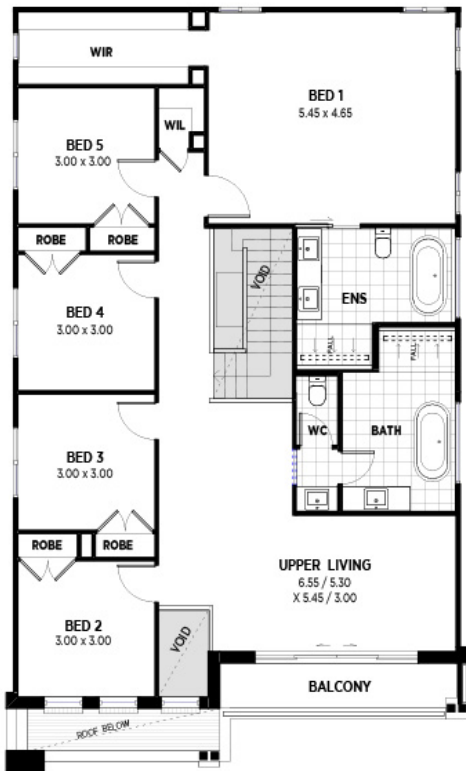 WIR
BED 1
5.45 x 4.65
BED 5
3.00 x 3.00
WIL
ROBE
ROBE
VOID
ENS
FALL
FALL
BED 4
3.00 x 3.00
WC
BATH
BED 3
3.00 x 3.00
ROBE
ROBE
UPPER LIVING
6.55 / 5.30
X 5.45 / 3.00
BED 2
3.00 x 3.00
VOID
BALCONY
ROOF BELOW